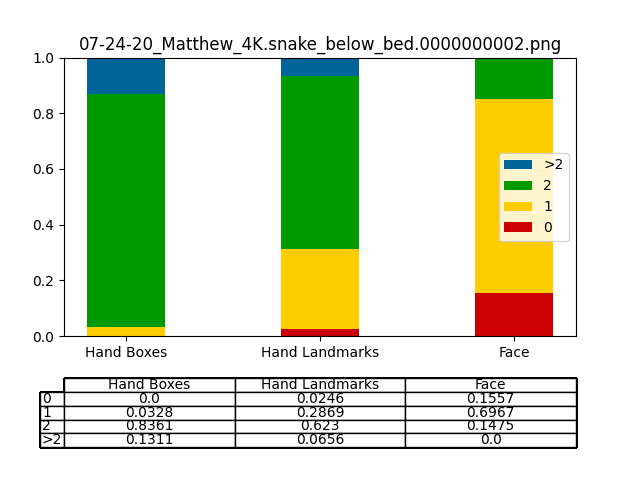 07-24-20_Matthew_4K.snake_below_bed.0000000002.png
1.0
0.8
0.6
0.4
0.2
0.0
>2
2
1
0
Hand Boxes Hand Landmarks Face
Hand Boxes Hand Landmarks Face
0 0.0 0.0246 0.1557
1 0.0328 0.2869 0.6967
2 0.8361 0.623 0.1475
>2 0.1311 0.0656 0.0